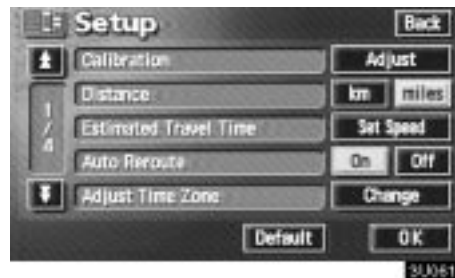 Setup Back
Calibration Adjust
Distance km miles
1/4
Estimated Travel Time Set Speed
Auto Reroute On Off
Adjust Time Zone Change
Default OK
3U061